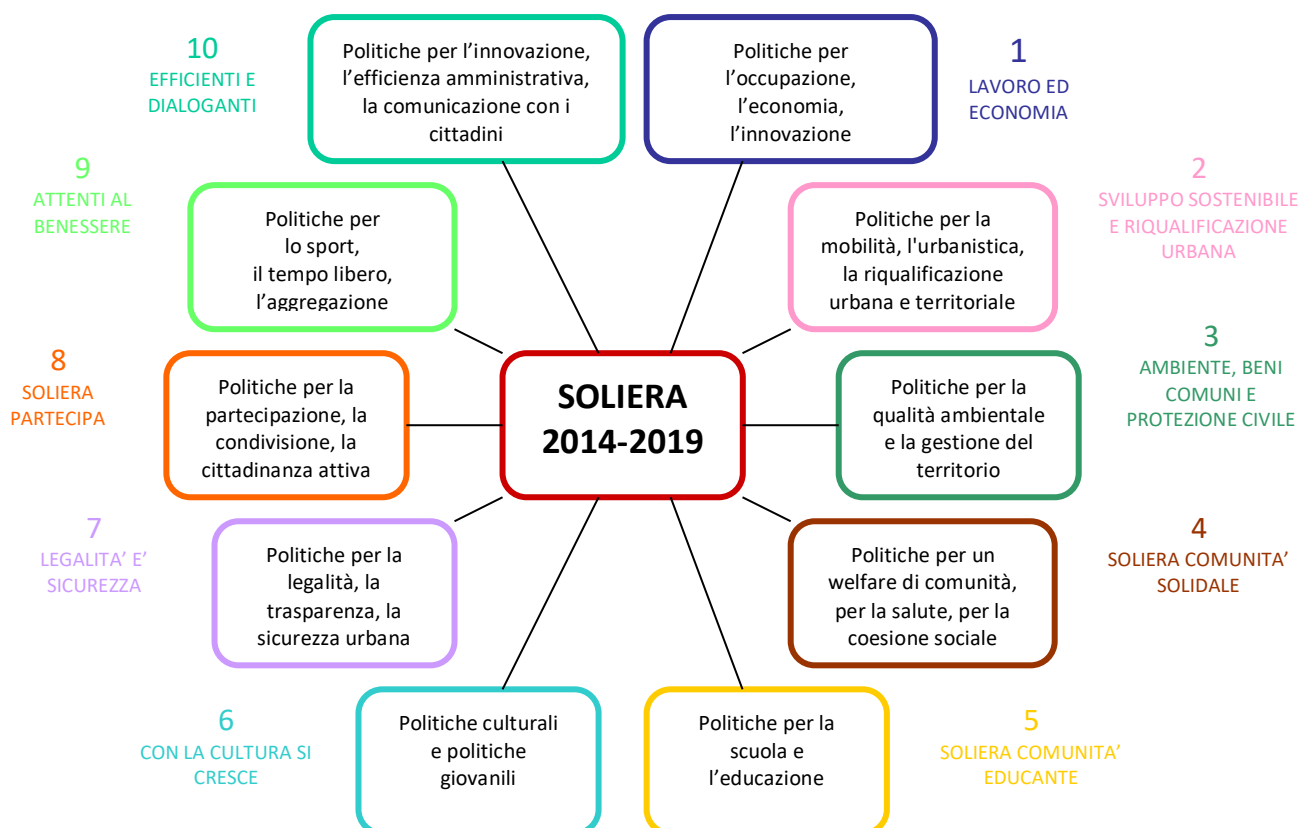 10
EFFICIENTI E
DIALOGANTI
Politiche per l’innovazione,
l’efficienza amministrativa,
la comunicazione con i
cittadini
Politiche per
l’occupazione,
l’economia,
l’innovazione
1
LAVORO ED
ECONOMIA
9
ATTENTI AL
BENESSERE
Politiche per
lo sport,
il tempo libero,
l’aggregazione
Politiche per la
mobilità, l'urbanistica,
la riqualificazione
urbana e territoriale
2
SVILUPPO SOSTENIBILE
E RIQUALIFICAZIONE
URBANA
8
SOLIERA
PARTECIPA
Politiche per la
partecipazione, la
condivisione, la
cittadinanza attiva
SOLIERA
2014-2019
Politiche per la
qualità ambientale
e la gestione del
territorio
3
AMBIENTE, BENI
COMUNI E
PROTEZIONE CIVILE
7
LEGALITA’ E’
SICUREZZA
Politiche per la
legalità, la
trasparenza, la
sicurezza urbana
Politiche per un
welfare di comunità,
per la salute, per la
coesione sociale
4
SOLIERA COMUNITA’
SOLIDALE
6
CON LA CULTURA SI
CRESCE
Politiche culturali
e politiche
giovanili
Politiche per la
scuola e
l’educazione
5
SOLIERA COMUNITA’
EDUCANTE